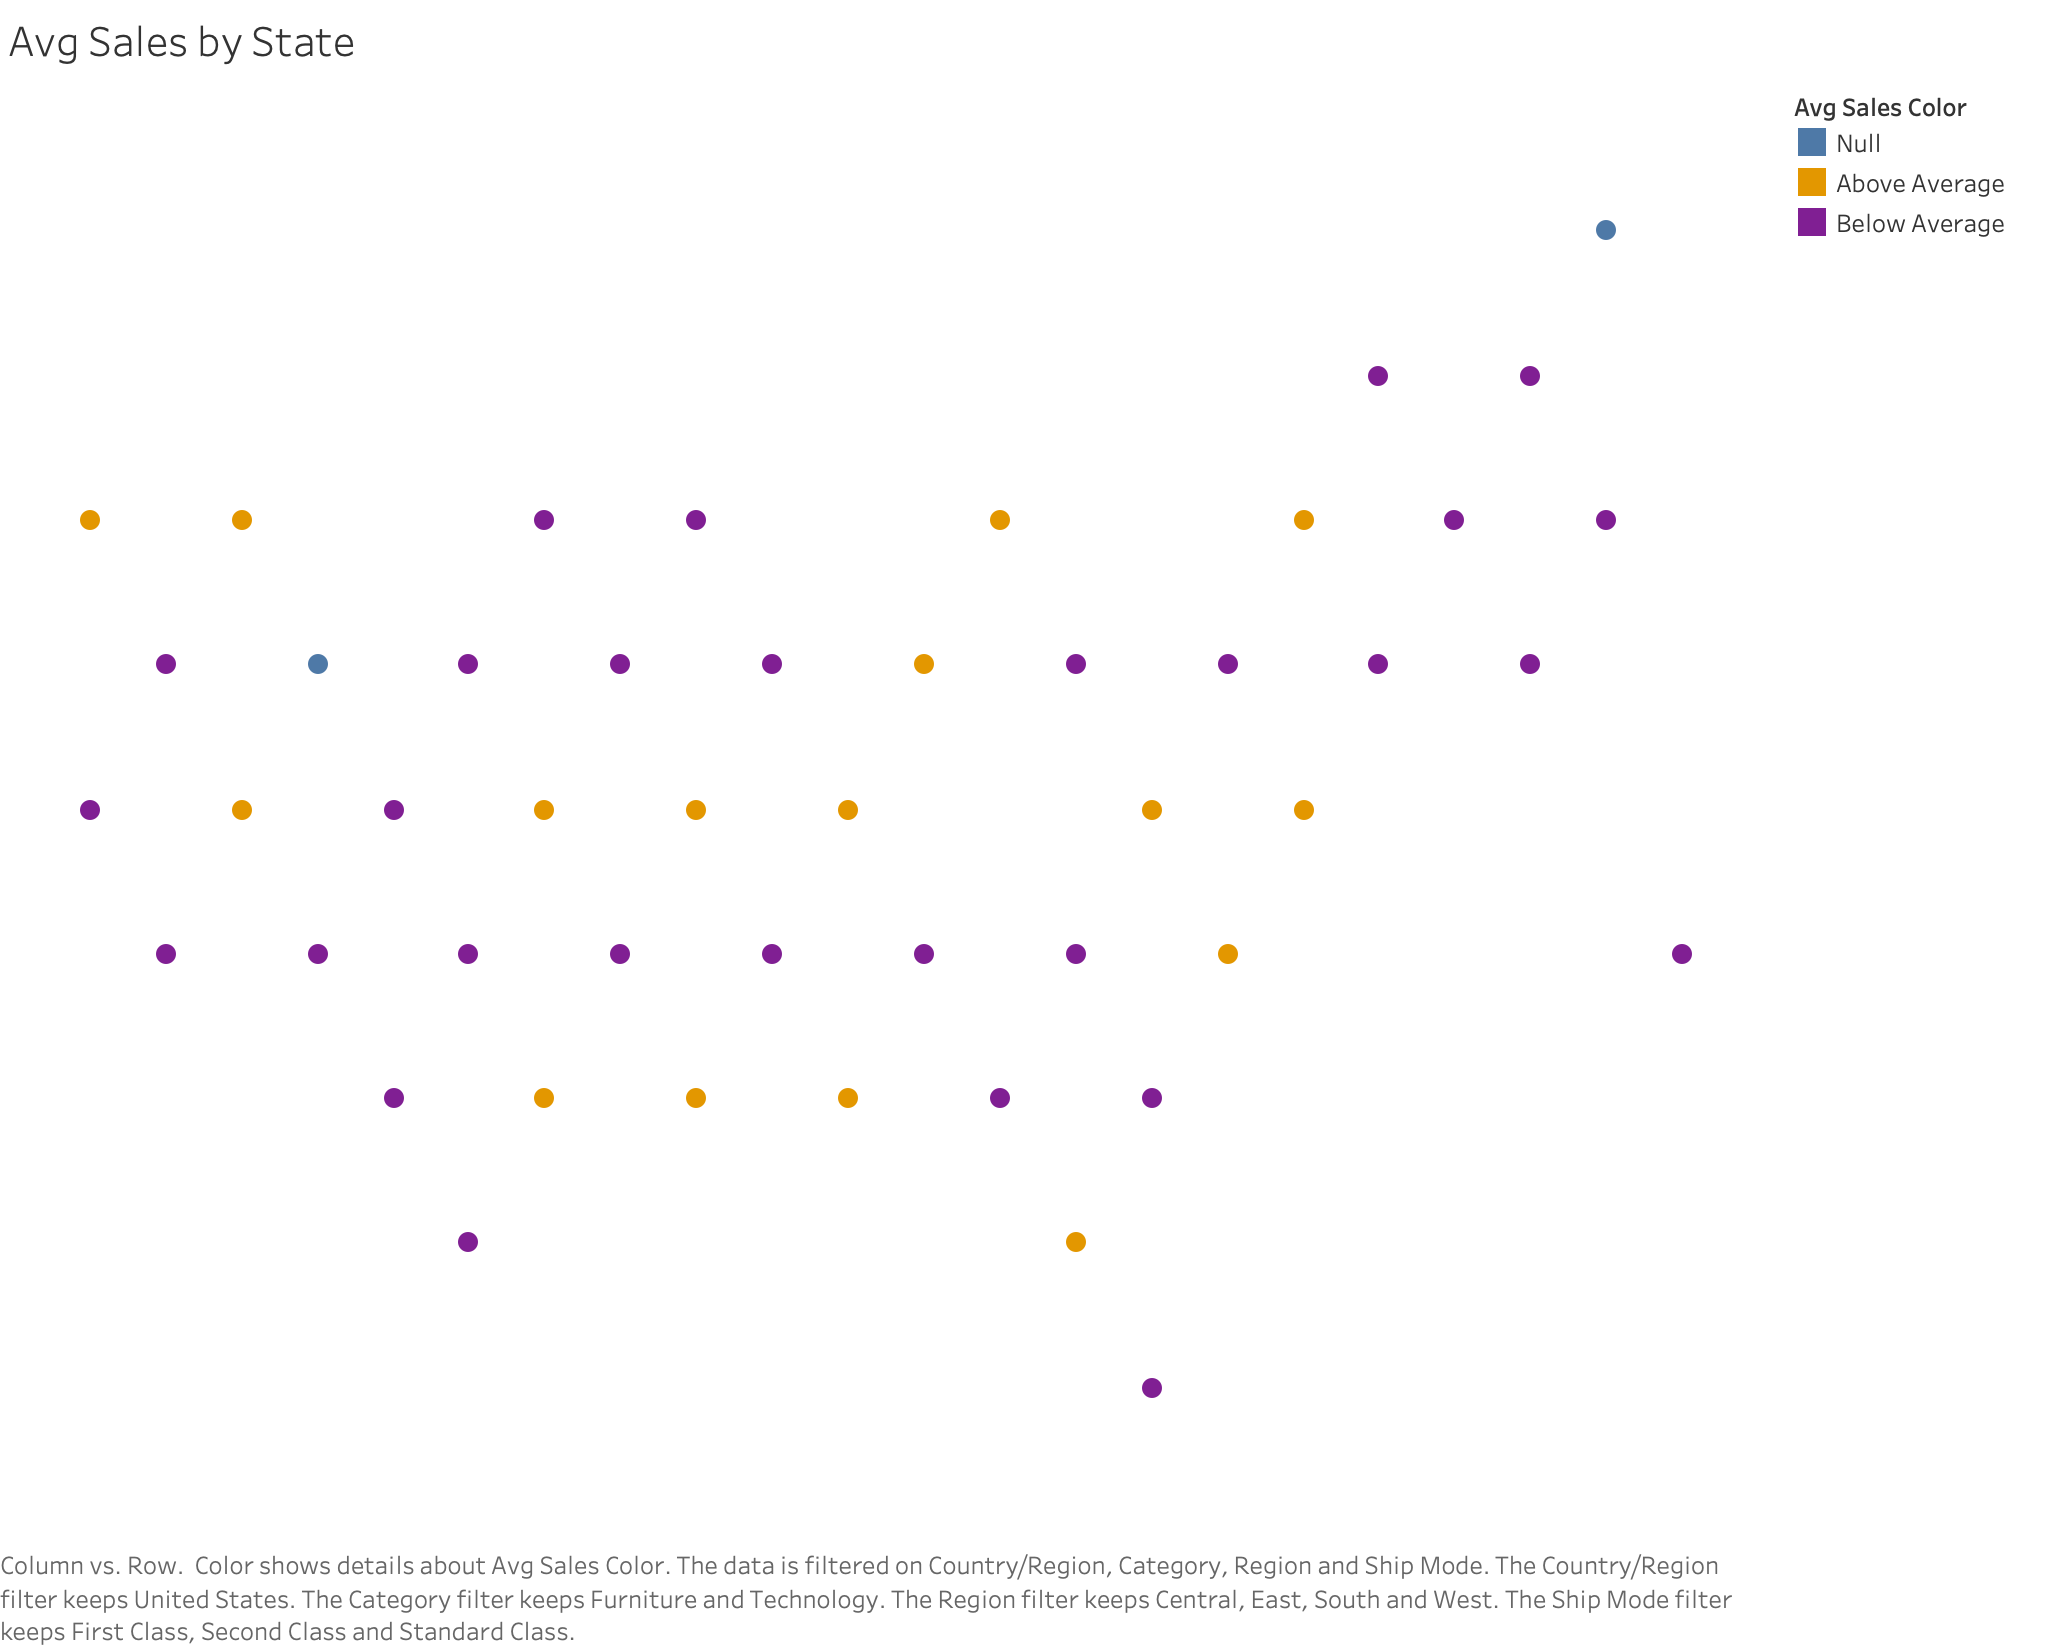 Avg Sales by State
Avg Sales Color
Null
Above Average
Below Average
Column vs. Row.  Color shows details about Avg Sales Color. The data is filtered on Country/Region, Category, Region and Ship Mode. The Country/Region
filter keeps United States. The Category filter keeps Furniture and Technology. The Region filter keeps Central, East, South and West. The Ship Mode filter
keeps First Class, Second Class and Standard Class.